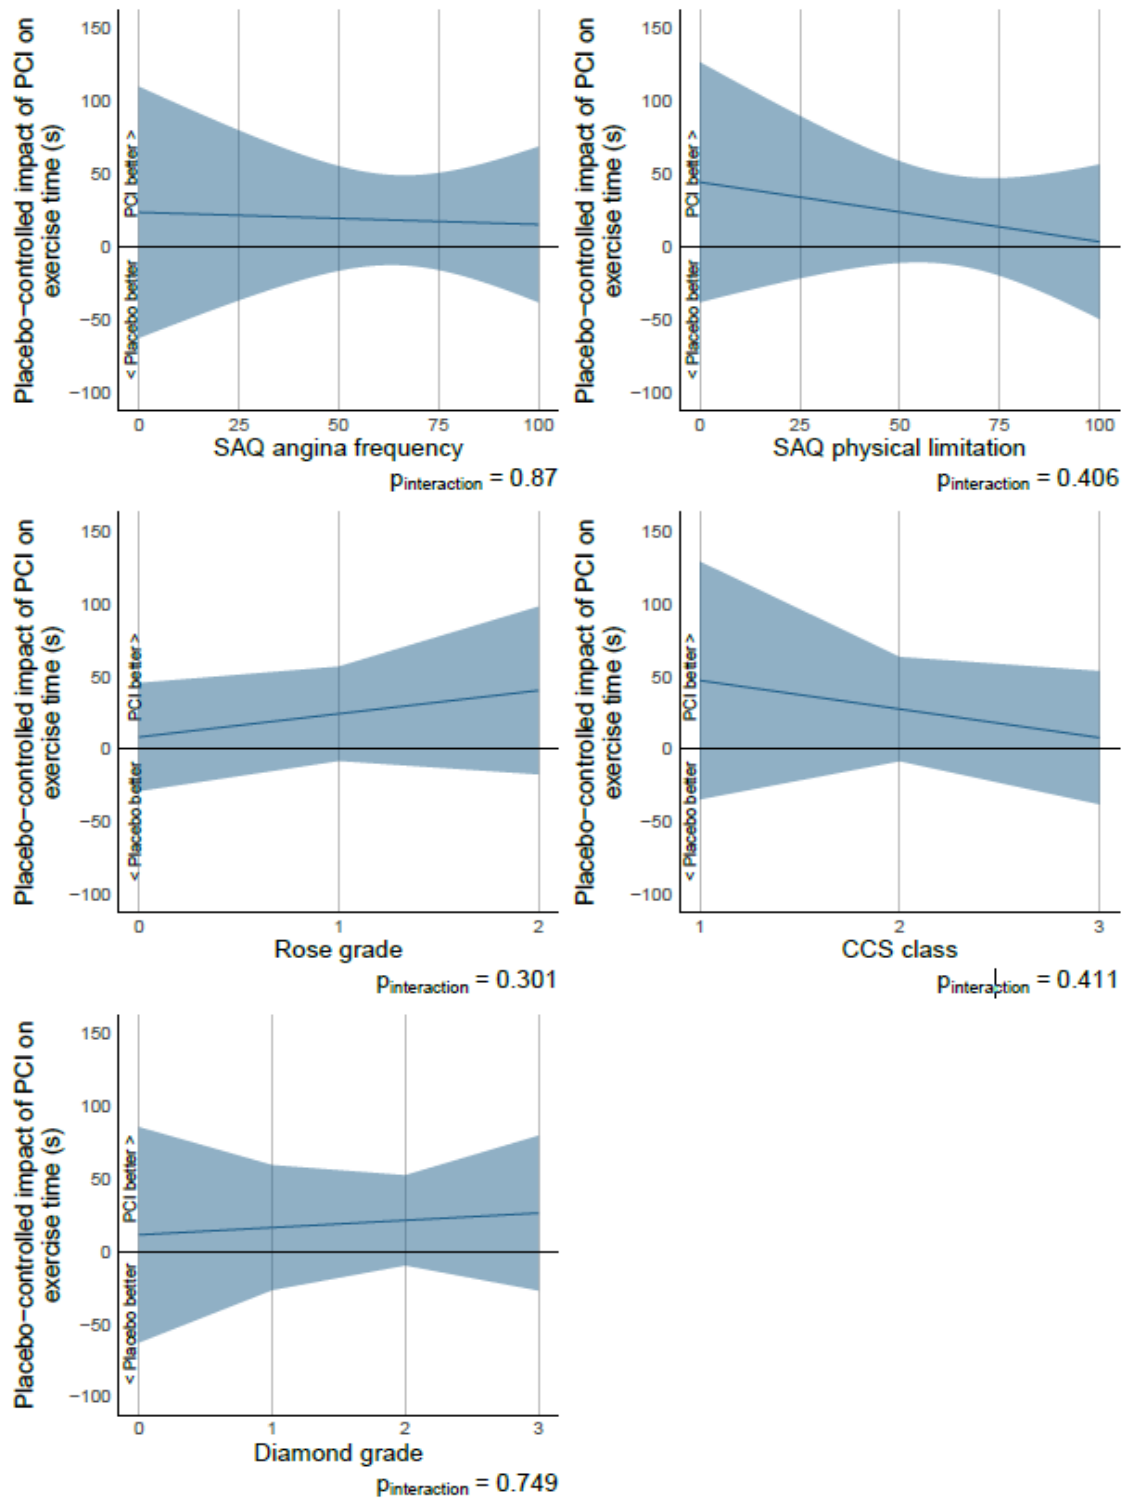 Placebo−controlled impact of PCI on
exercise time (s)
150
100
50
0
−50
−100
PCI better >
< Placebo better
0 25 50 75 100
SAQ angina frequency
pinteraction = 0.87
Placebo−controlled impact of PCI on
exercise time (s)
150
100
50
0
−50
−100
PCI better >
< Placebo better
0 25 50 75 100
SAQ physical limitation
pinteraction = 0.406
Placebo−controlled impact of PCI on
exercise time (s)
150
100
50
0
−50
−100
PCI better >
< Placebo better
0 1 2
Rose grade
pinteraction = 0.301
Placebo−controlled impact of PCI on
exercise time (s)
150
100
50
0
−50
−100
PCI better >
< Placebo better
1 2 3
CCS class
pinteraction = 0.411
Placebo−controlled impact of PCI on
exercise time (s)
150
100
50
0
−50
−100
PCI better >
< Placebo better
0 1 2 3
Diamond grade
pinteraction = 0.749